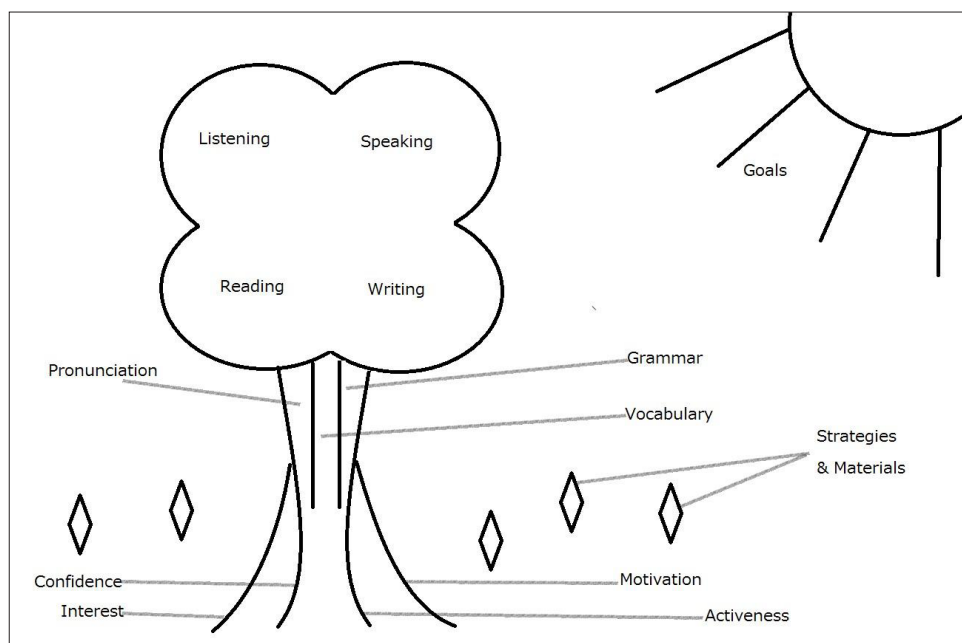 Listening
Speaking
Goals
Reading
Writing
Pronunciation
Grammar
Vocabulary
Strategies
& Materials
Confidence
Motivation
Interest
Activeness